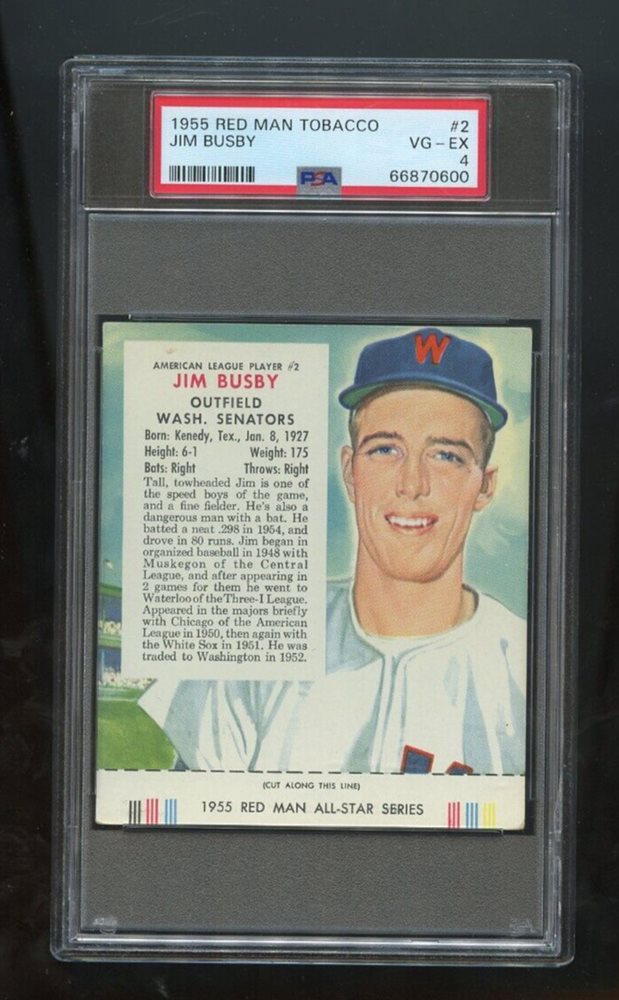 1955 RED MAN TOBACCO #2
JIM BUSBY VG - EX
4
PSA 66870600
AMERICAN LEAGUE PLAYER #2
JIM BUSBY
OUTFIELD
WASH. SENATORS
Born: Kenedy, Tex., Jan. 8, 1927
Height: 6-1 Weight: 175
Bats: Right Throws: Right
Tall, towheaded Jim is one of
the speed boys of the game,
and a fine fielder. He's also a
dangerous man with a bat. He
batted a neat .298 in 1954, and
drove in 80 runs. Jim began in
organized baseball in 1948 with
Muskegon of the Central
League, and after appearing in
2 games for them he went to
Waterloo of the Three-I League.
Appeared in the majors briefly
with Chicago of the American
League in 1950, then again with
the White Sox in 1951. He was
traded to Washington in 1952.
W
(CUT ALONG THIS LINE)
1955 RED MAN ALL-STAR SERIES